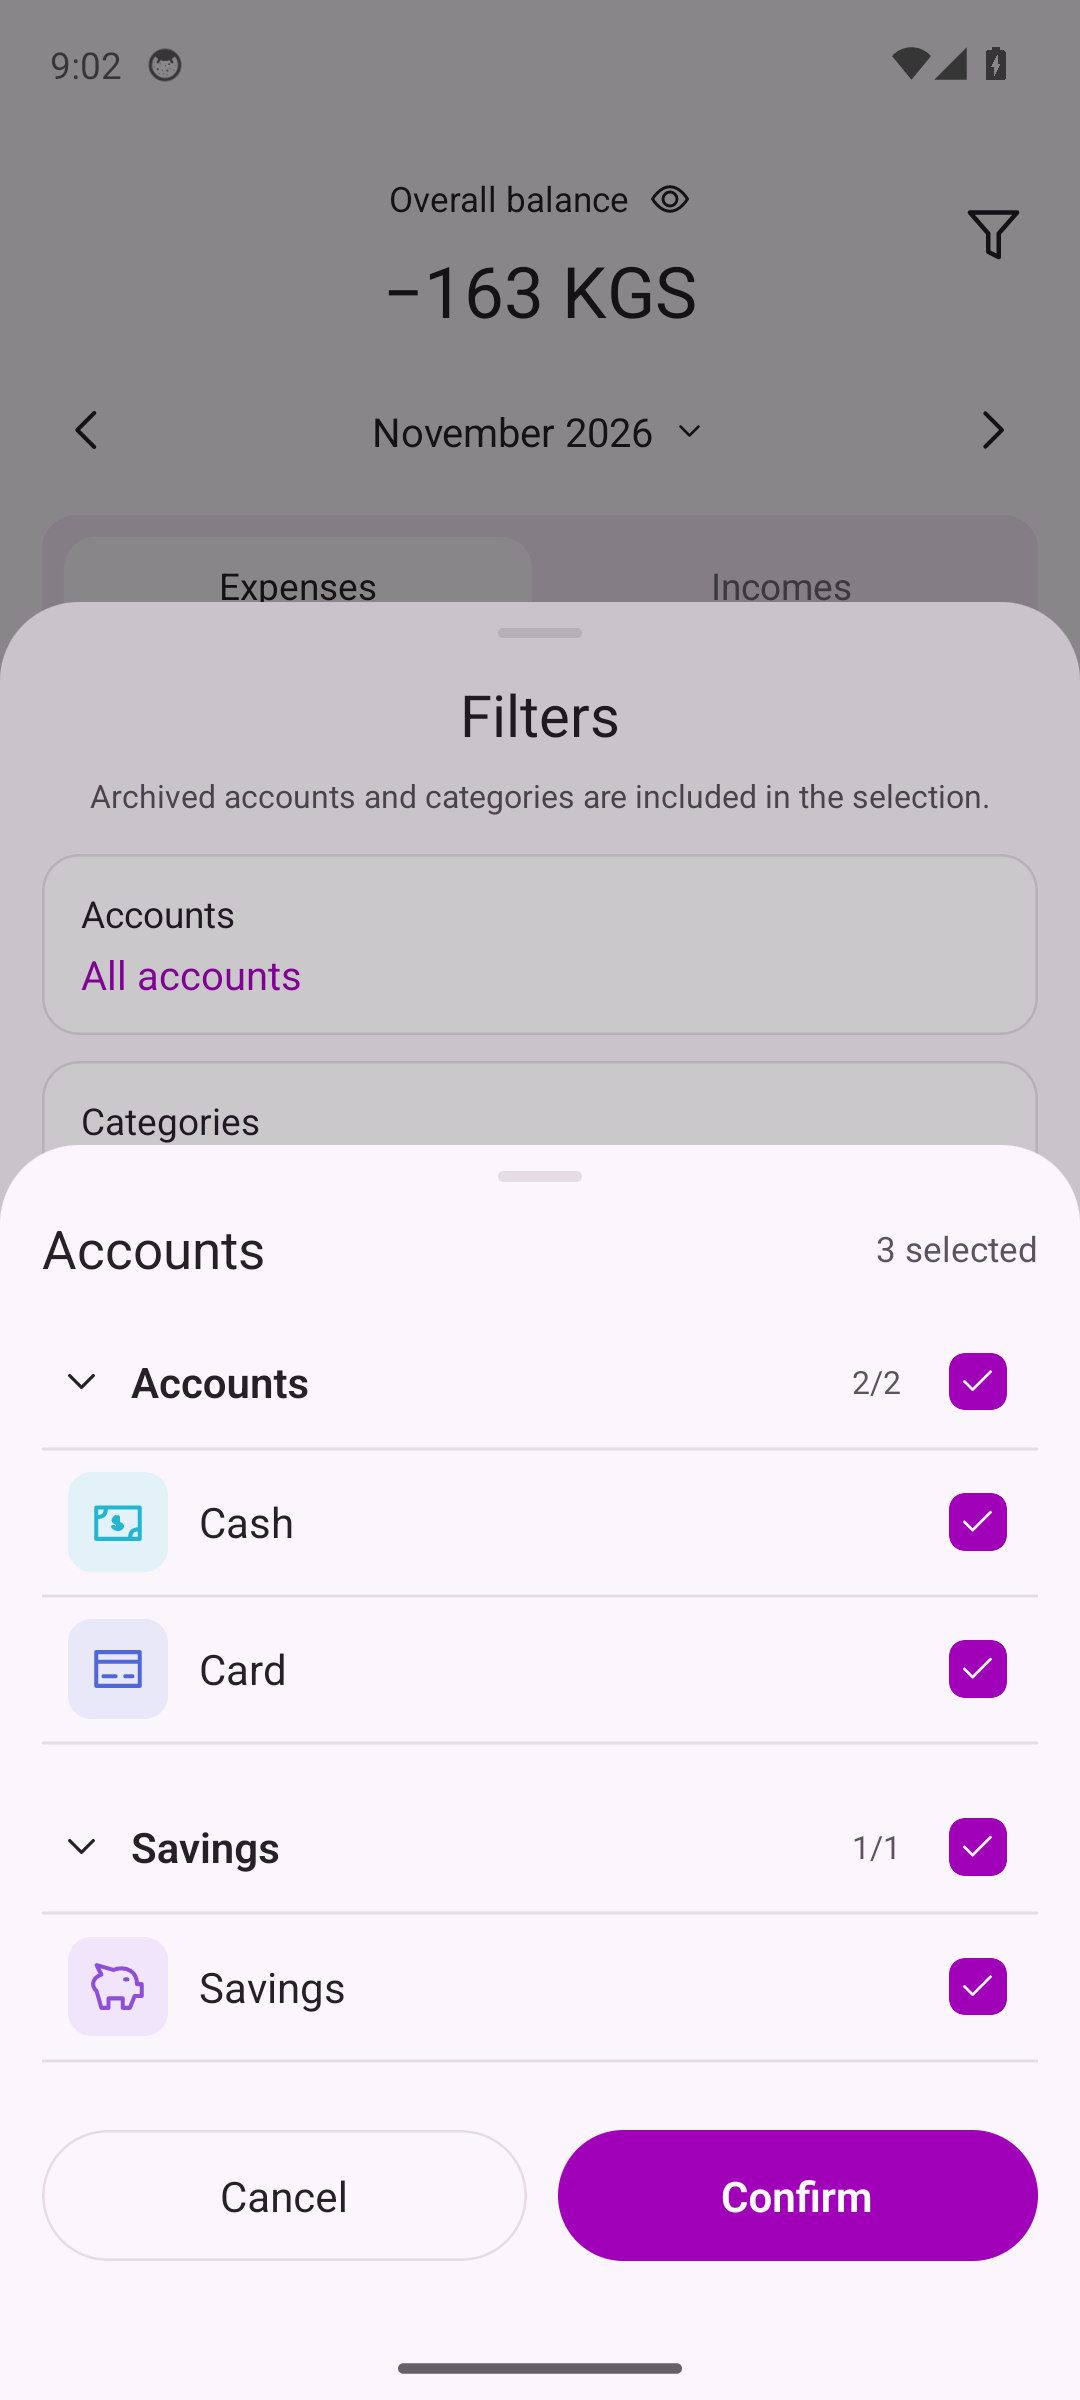 9:02
Overall balance
−163 KGS
November 2026
Expenses
Incomes
Filters
Archived accounts and categories are included in the selection.
Accounts
All accounts
Categories
Accounts
3 selected
Accounts
2/2
Cash
Card
Savings
1/1
Savings
Cancel
Confirm